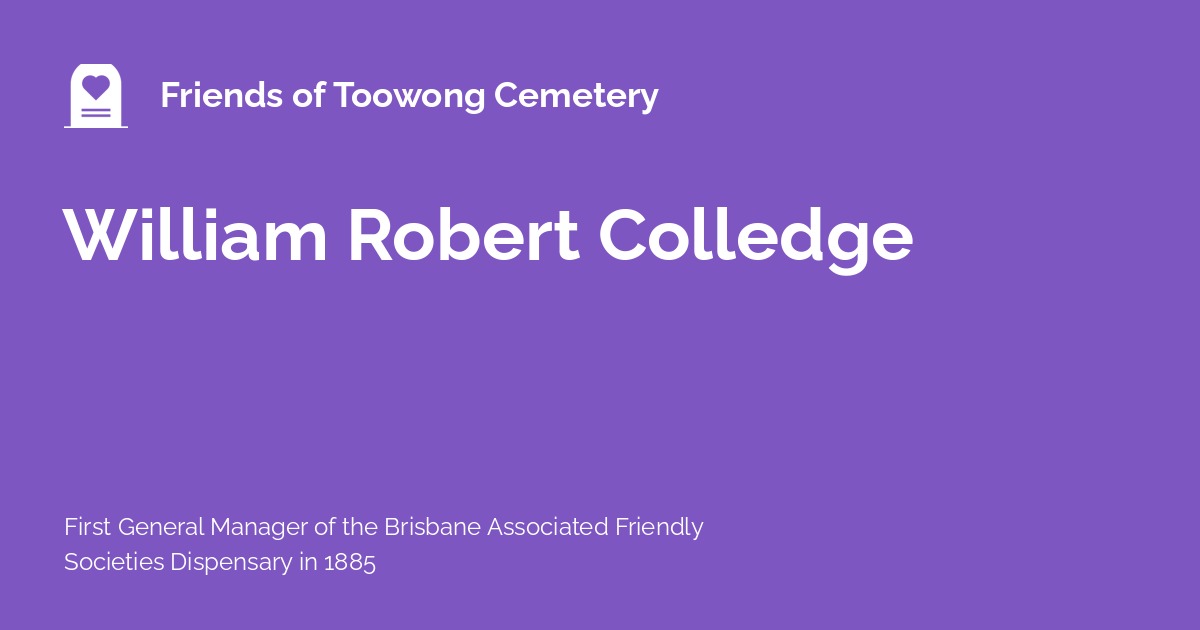 Friends of Toowong Cemetery
William Robert Colledge
First General Manager of the Brisbane Associated Friendly
Societies Dispensary in 1885